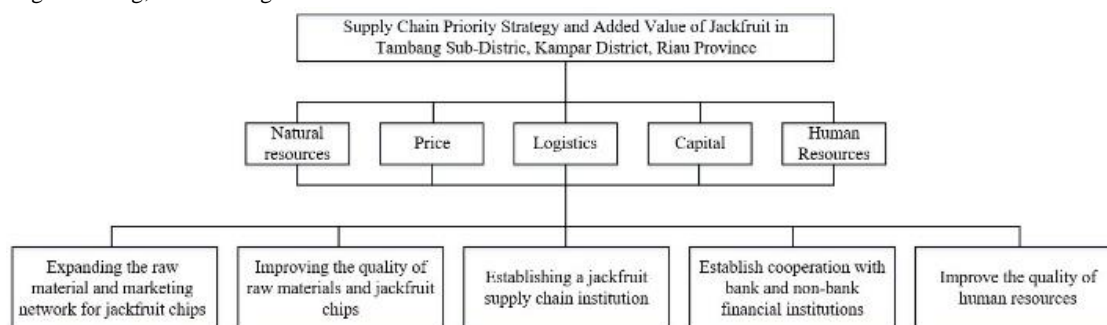 Supply Chain Priority Strategy and Added Value of Jackfruit in
Tambang Sub-Distric, Kampar District, Riau Province
Natural
resources
Price
Logistics
Capital
Human
Resources
Expanding the raw
material and marketing
network for jackfruit chips
Improving the quality of
raw materials and jackfruit
chips
Establishing a jackfruit
supply chain institution
Establish cooperation with
bank and non-bank
financial institutions
Improve the quality of
human resources